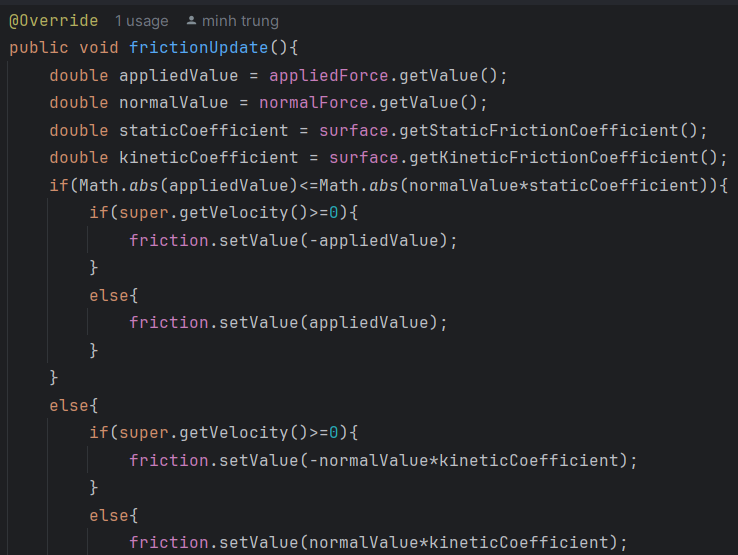 @Override 1 usage minh trung
public void frictionUpdate(){
    double appliedValue = appliedForce.getValue();
    double normalValue = normalForce.getValue();
    double staticCoefficient = surface.getStaticFrictionCoefficient();
    double kineticCoefficient = surface.getKineticFrictionCoefficient();
    if(Math.abs(appliedValue)<=Math.abs(normalValue*staticCoefficient)){
        if(super.getVelocity()>=0){
            friction.setValue(-appliedValue);
        }
        else{
            friction.setValue(appliedValue);
        }
    }
    else{
        if(super.getVelocity()>=0){
            friction.setValue(-normalValue*kineticCoefficient);
        }
        else{
            friction.setValue(normalValue*kineticCoefficient);